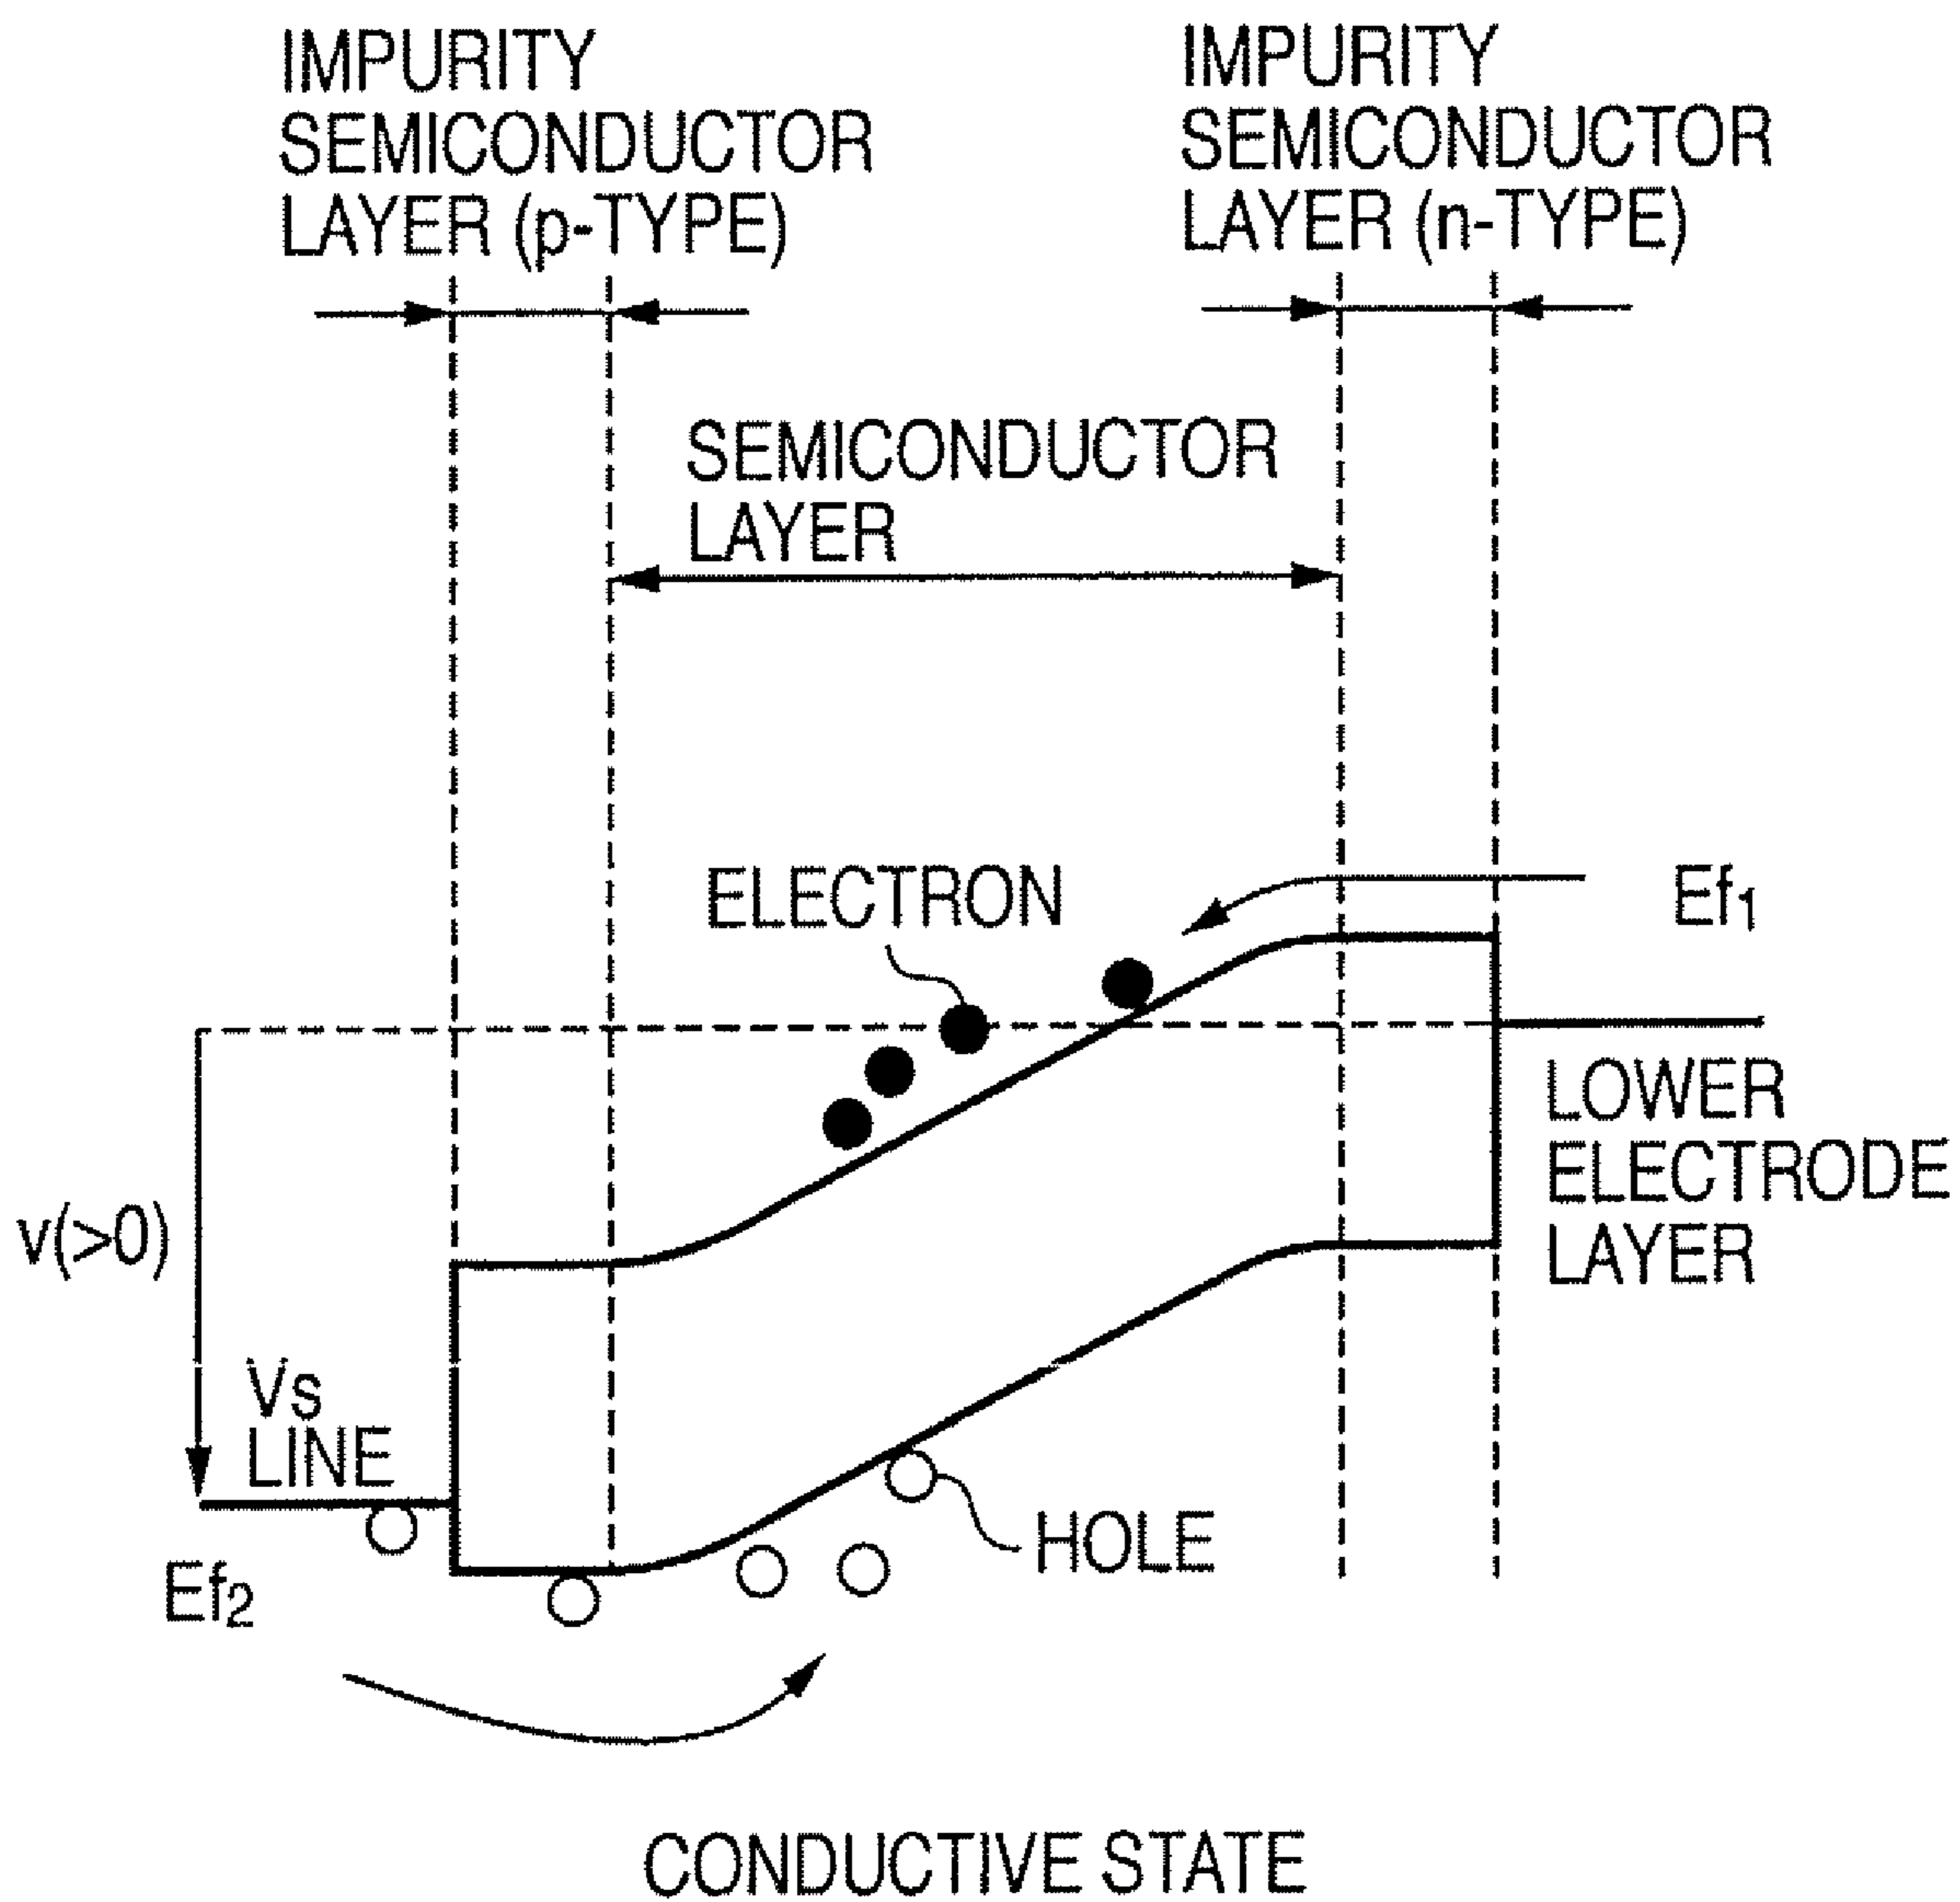 IMPURITY
SEMICONDUCTOR
LAYER (p-TYPE)
IMPURITY
SEMICONDUCTOR
LAYER (n-TYPE)
SEMICONDUCTOR
LAYER
ELECTRON
Ef1
LOWER
ELECTRODE
LAYER
v(>0)
Vs
LINE
HOLE
Ef2
CONDUCTIVE STATE